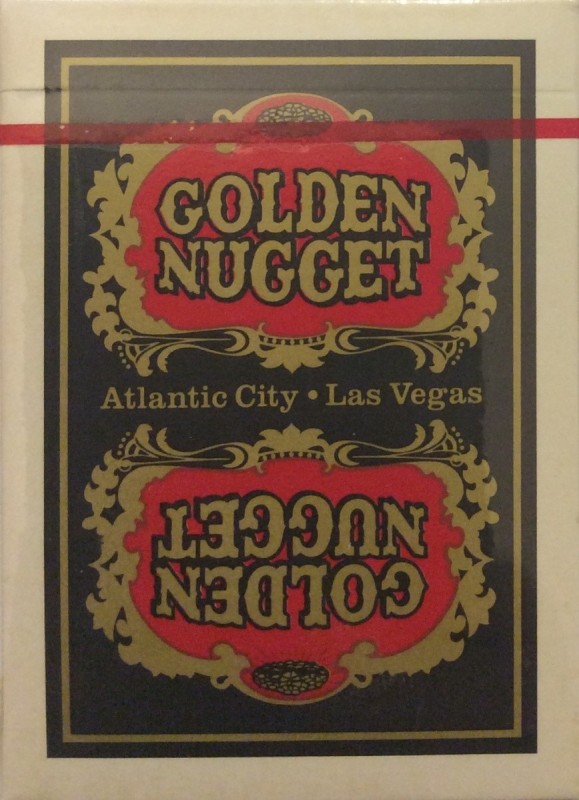 GOLDEN
NUGGET
Atlantic City • Las Vegas
NUGGET
GOLDEN